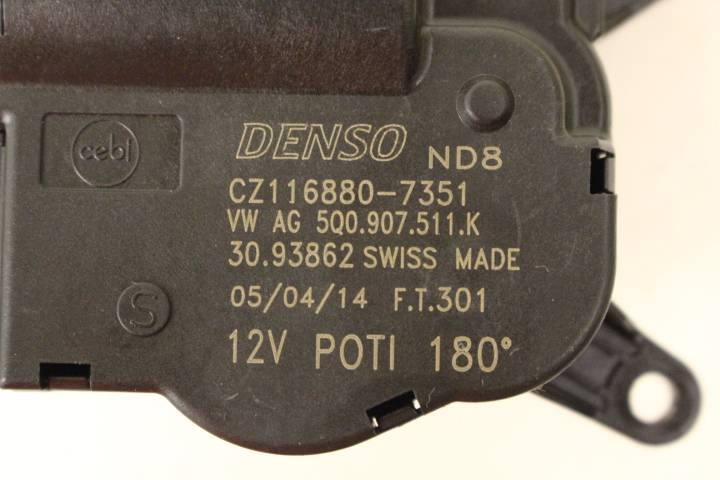 cebi
DENSO ND8
CZ116880-7351
VW AG 5Q0.907.511.K
30.93862 SWISS MADE
05/04/14 F.T.301
S
12V POTI 180°